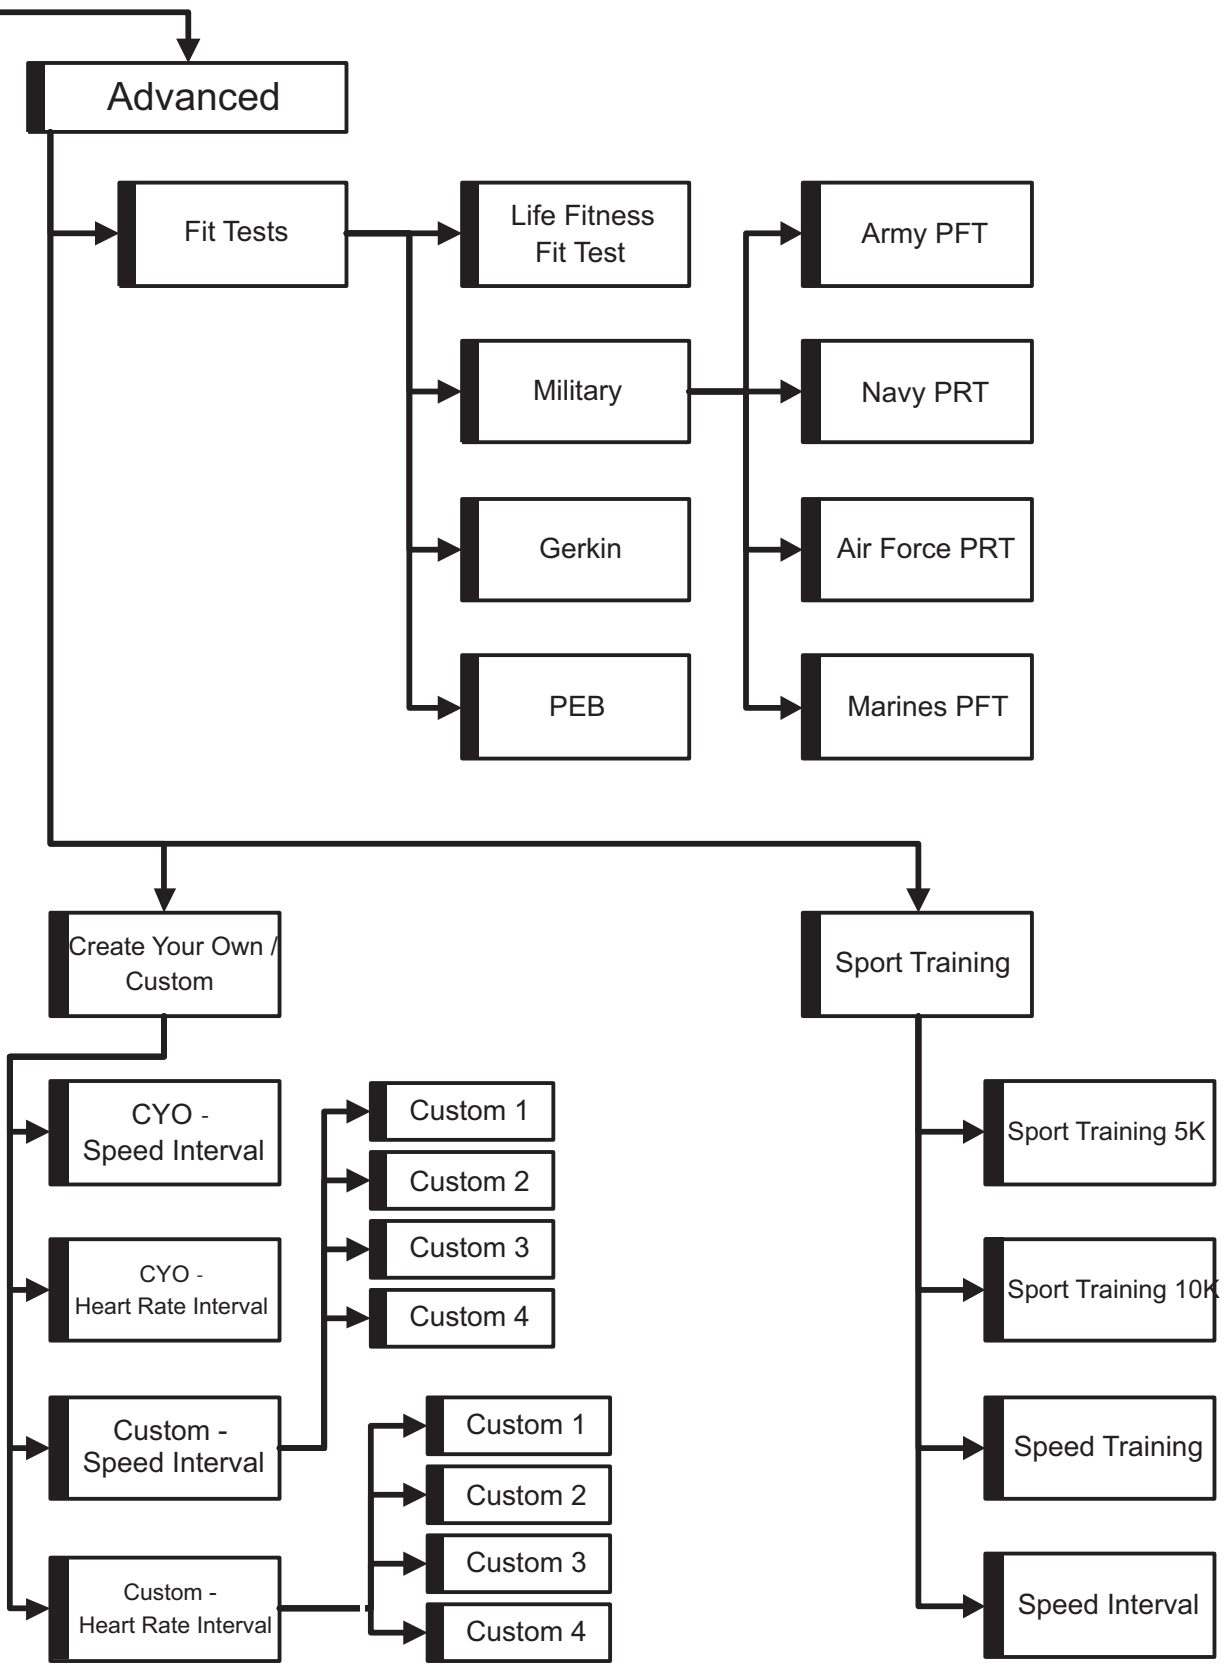 Advanced
Fit Tests
Life Fitness
Fit Test
Army PFT
Military
Navy PRT
Gerkin
Air Force PRT
PEB
Marines PFT
Create Your Own /
Custom
Sport Training
CYO -
Speed Interval
Custom 1
Custom 2
Custom 3
Custom 4
Sport Training 5K
CYO -
Heart Rate Interval
Sport Training 10K
Custom -
Speed Interval
Custom 1
Custom 2
Custom 3
Custom 4
Speed Training
Custom -
Heart Rate Interval
Speed Interval